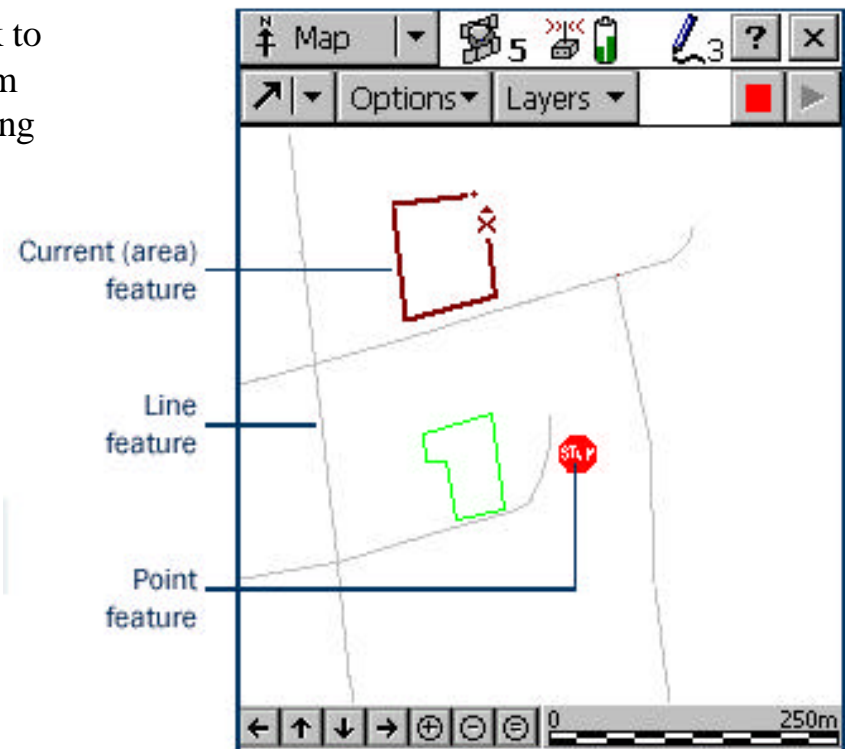 k to
m
ng
N
Map
5
3
?
×
Options
Layers
Current (area)
feature
Line
feature
STOP
Point
feature
0
250m